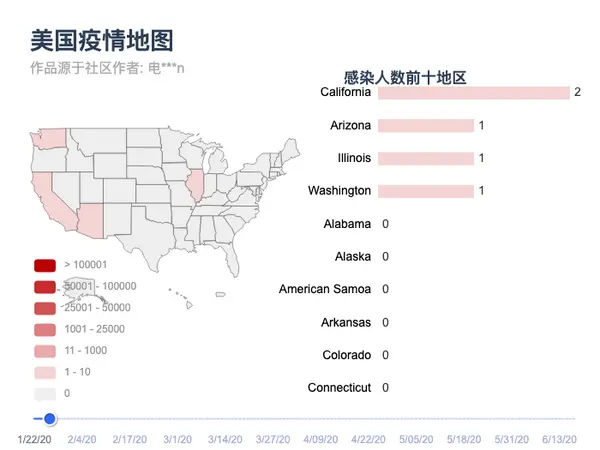 美国疫情地图
作品源于社区作者: 电***n
感染人数前十地区
California 2
Arizona 1
Illinois 1
Washington 1
Alabama 0
Alaska 0
American Samoa 0
Arkansas 0
Colorado 0
Connecticut 0
> 100001
50001 - 100000
25001 - 50000
1001 - 25000
11 - 1000
1 - 10
0
1/22/20 2/4/20 2/17/20 3/1/20 3/14/20 3/27/20 4/09/20 4/22/20 5/05/20 5/18/20 5/31/20 6/13/20